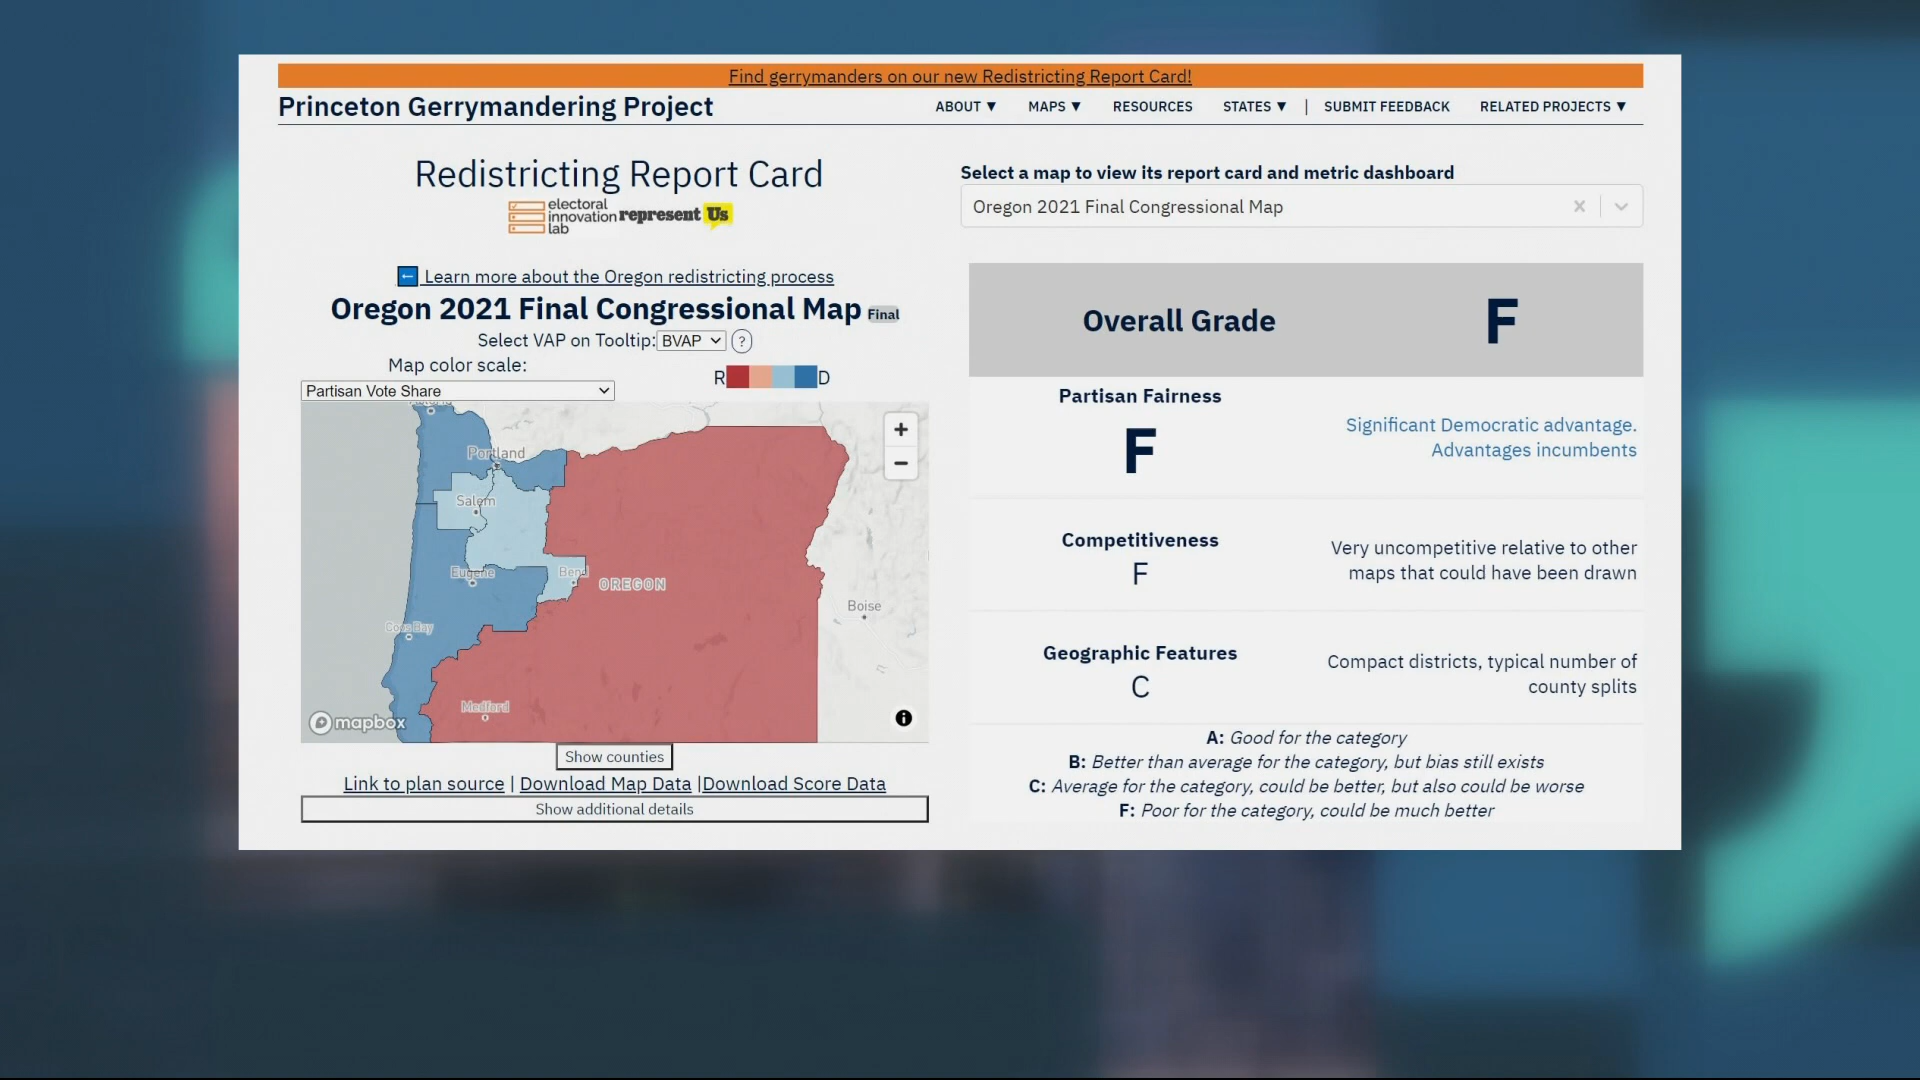 Find gerrymanders on our new Redistricting Report Card!
Princeton Gerrymandering Project
ABOUT ▼ MAPS ▼ RESOURCES STATES ▼ | SUBMIT FEEDBACK RELATED PROJECTS ▼
Redistricting Report Card
electoral
innovation
lab
represent Us
Learn more about the Oregon redistricting process
Oregon 2021 Final Congressional Map Final
Select VAP on Tooltip: BVAP ?
Map color scale:
Partisan Vote Share
R D
Portland
Salem
Eugene
Bend
OREGON
Boise
Coos Bay
Medford
mapbox
Show counties
Link to plan source | Download Map Data |Download Score Data
Show additional details
Select a map to view its report card and metric dashboard
Oregon 2021 Final Congressional Map
Overall Grade F
Partisan Fairness
F
Significant Democratic advantage.
Advantages incumbents
Competitiveness
F
Very uncompetitive relative to other
maps that could have been drawn
Geographic Features
C
Compact districts, typical number of
county splits
A: Good for the category
B: Better than average for the category, but bias still exists
C: Average for the category, could be better, but also could be worse
F: Poor for the category, could be much better